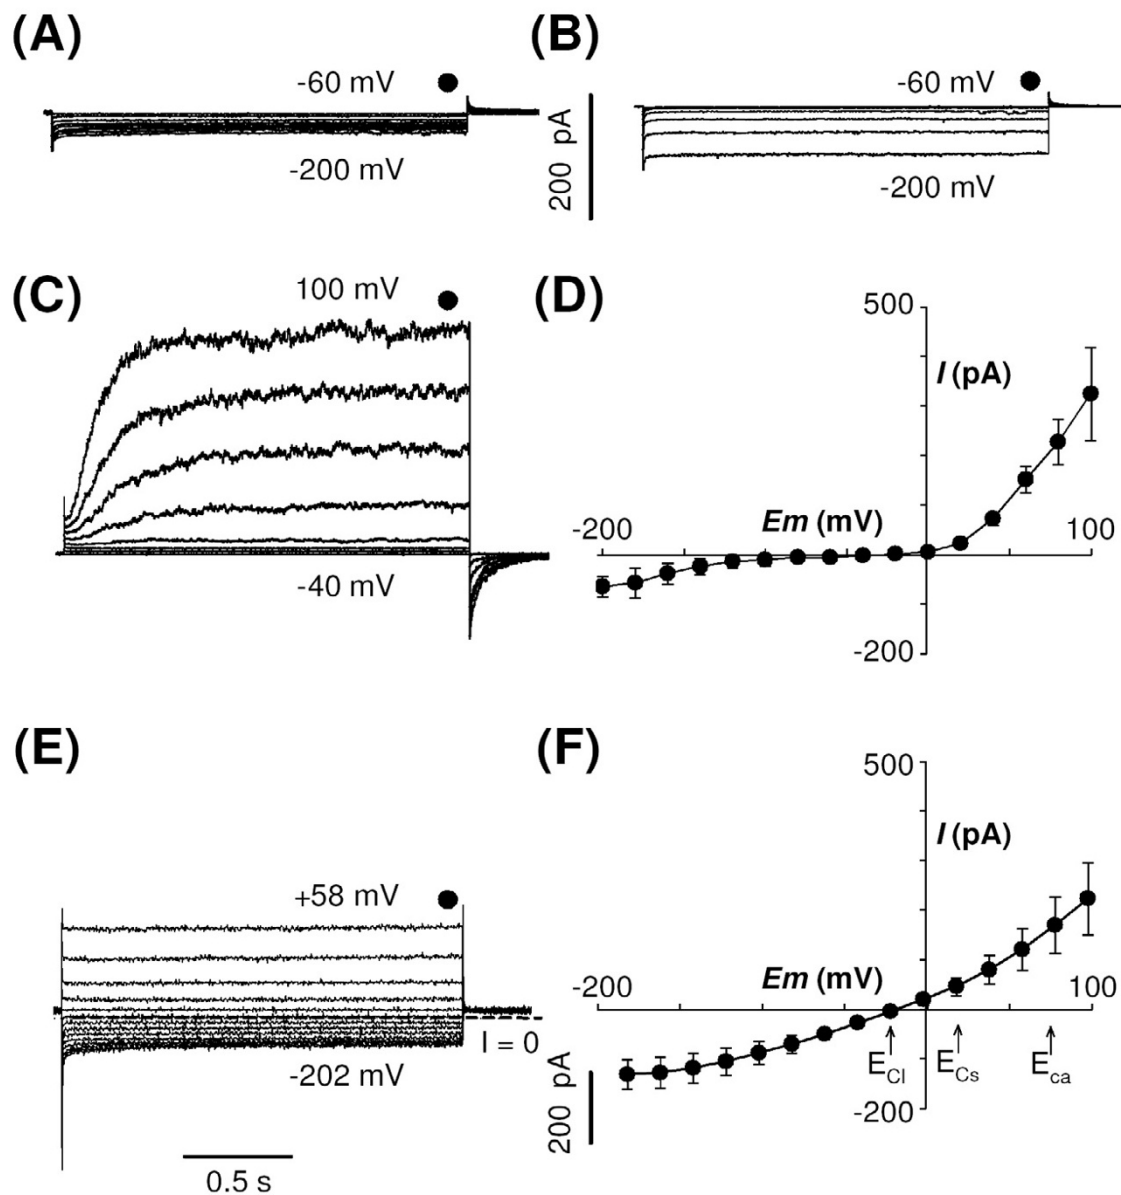 (A)
-60 mV
-200 mV
(B)
-60 mV
-200 mV
200 pA
(C)
100 mV
-40 mV
(D)
500
I (pA)
-200
Em (mV)
100
-200
(E)
+58 mV
I = 0
-202 mV
0.5 s
200 pA
(F)
500
I (pA)
-200
Em (mV)
100
ECl
ECs
Eca
-200